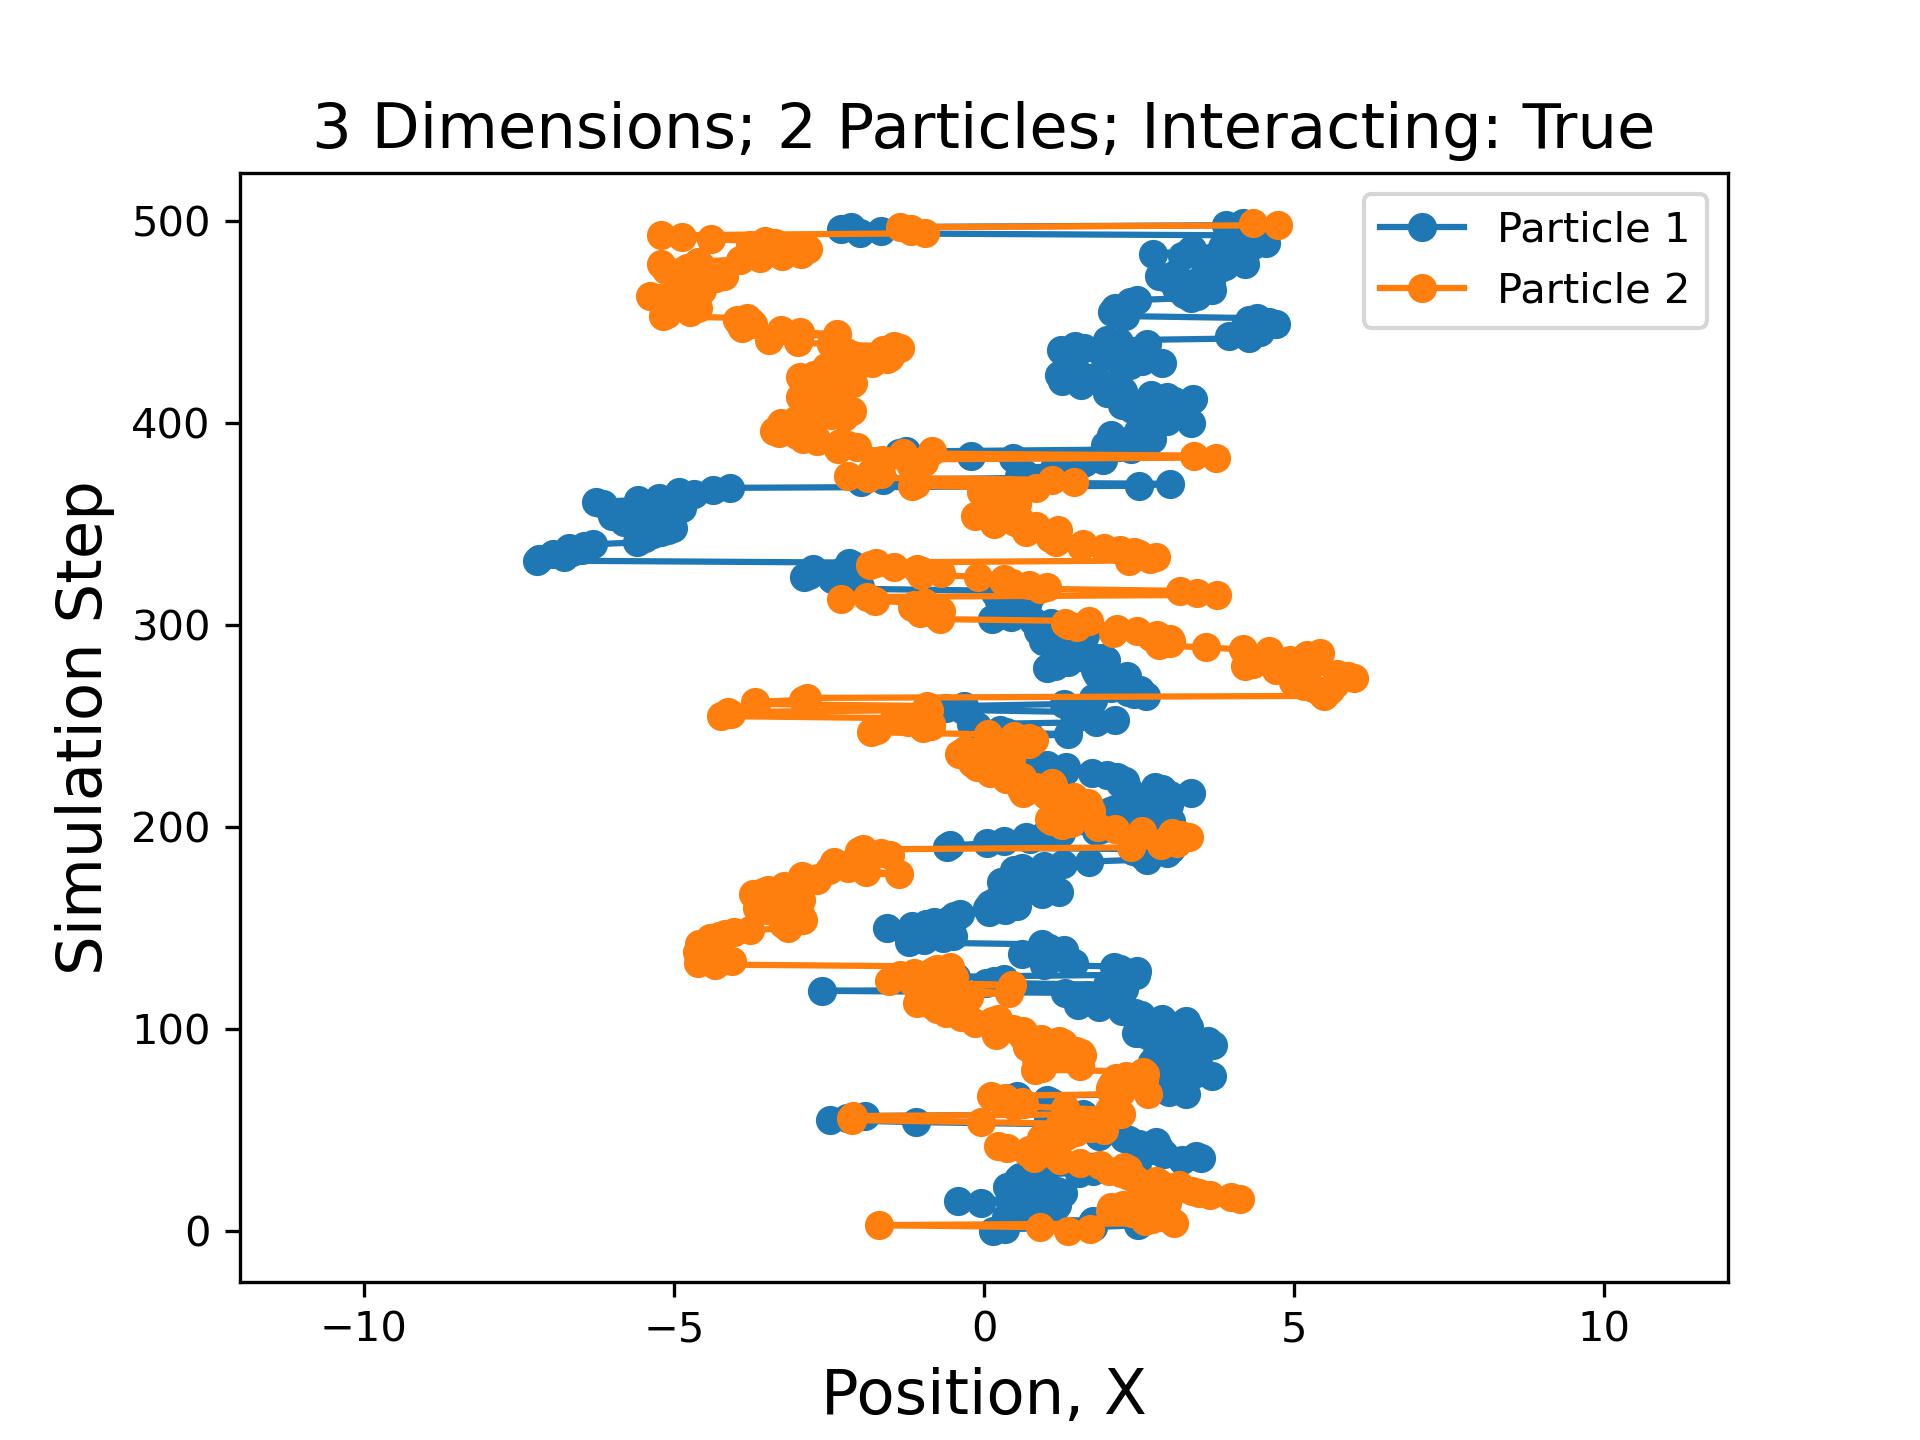 3 Dimensions; 2 Particles; Interacting: True
Particle 1
Particle 2
Simulation Step
500
400
300
200
100
0
−10
−5
0
5
10
Position, X